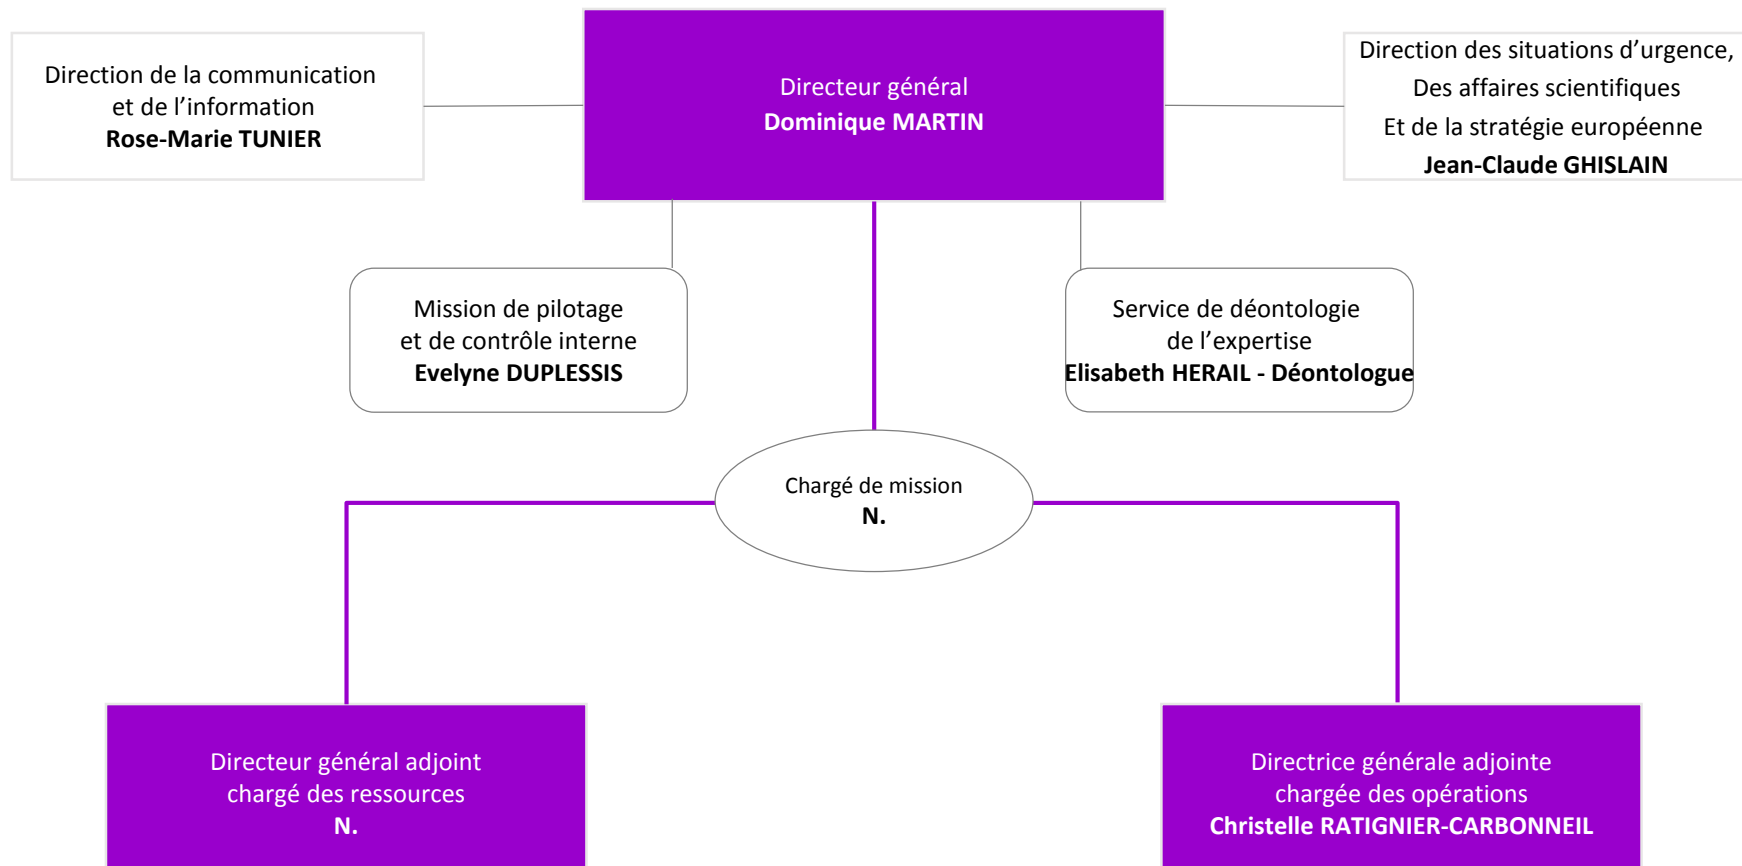 Direction de la communication
et de l’information
Rose-Marie TUNIER
Directeur général
Dominique MARTIN
Direction des situations d’urgence,
Des affaires scientifiques
Et de la stratégie européenne
Jean-Claude GHISLAIN
Mission de pilotage
et de contrôle interne
Evelyne DUPLESSIS
Service de déontologie
de l’expertise
Elisabeth HERAIL - Déontologue
Chargé de mission
N.
Directeur général adjoint
chargé des ressources
N.
Directrice générale adjointe
chargée des opérations
Christelle RATIGNIER-CARBONNEIL